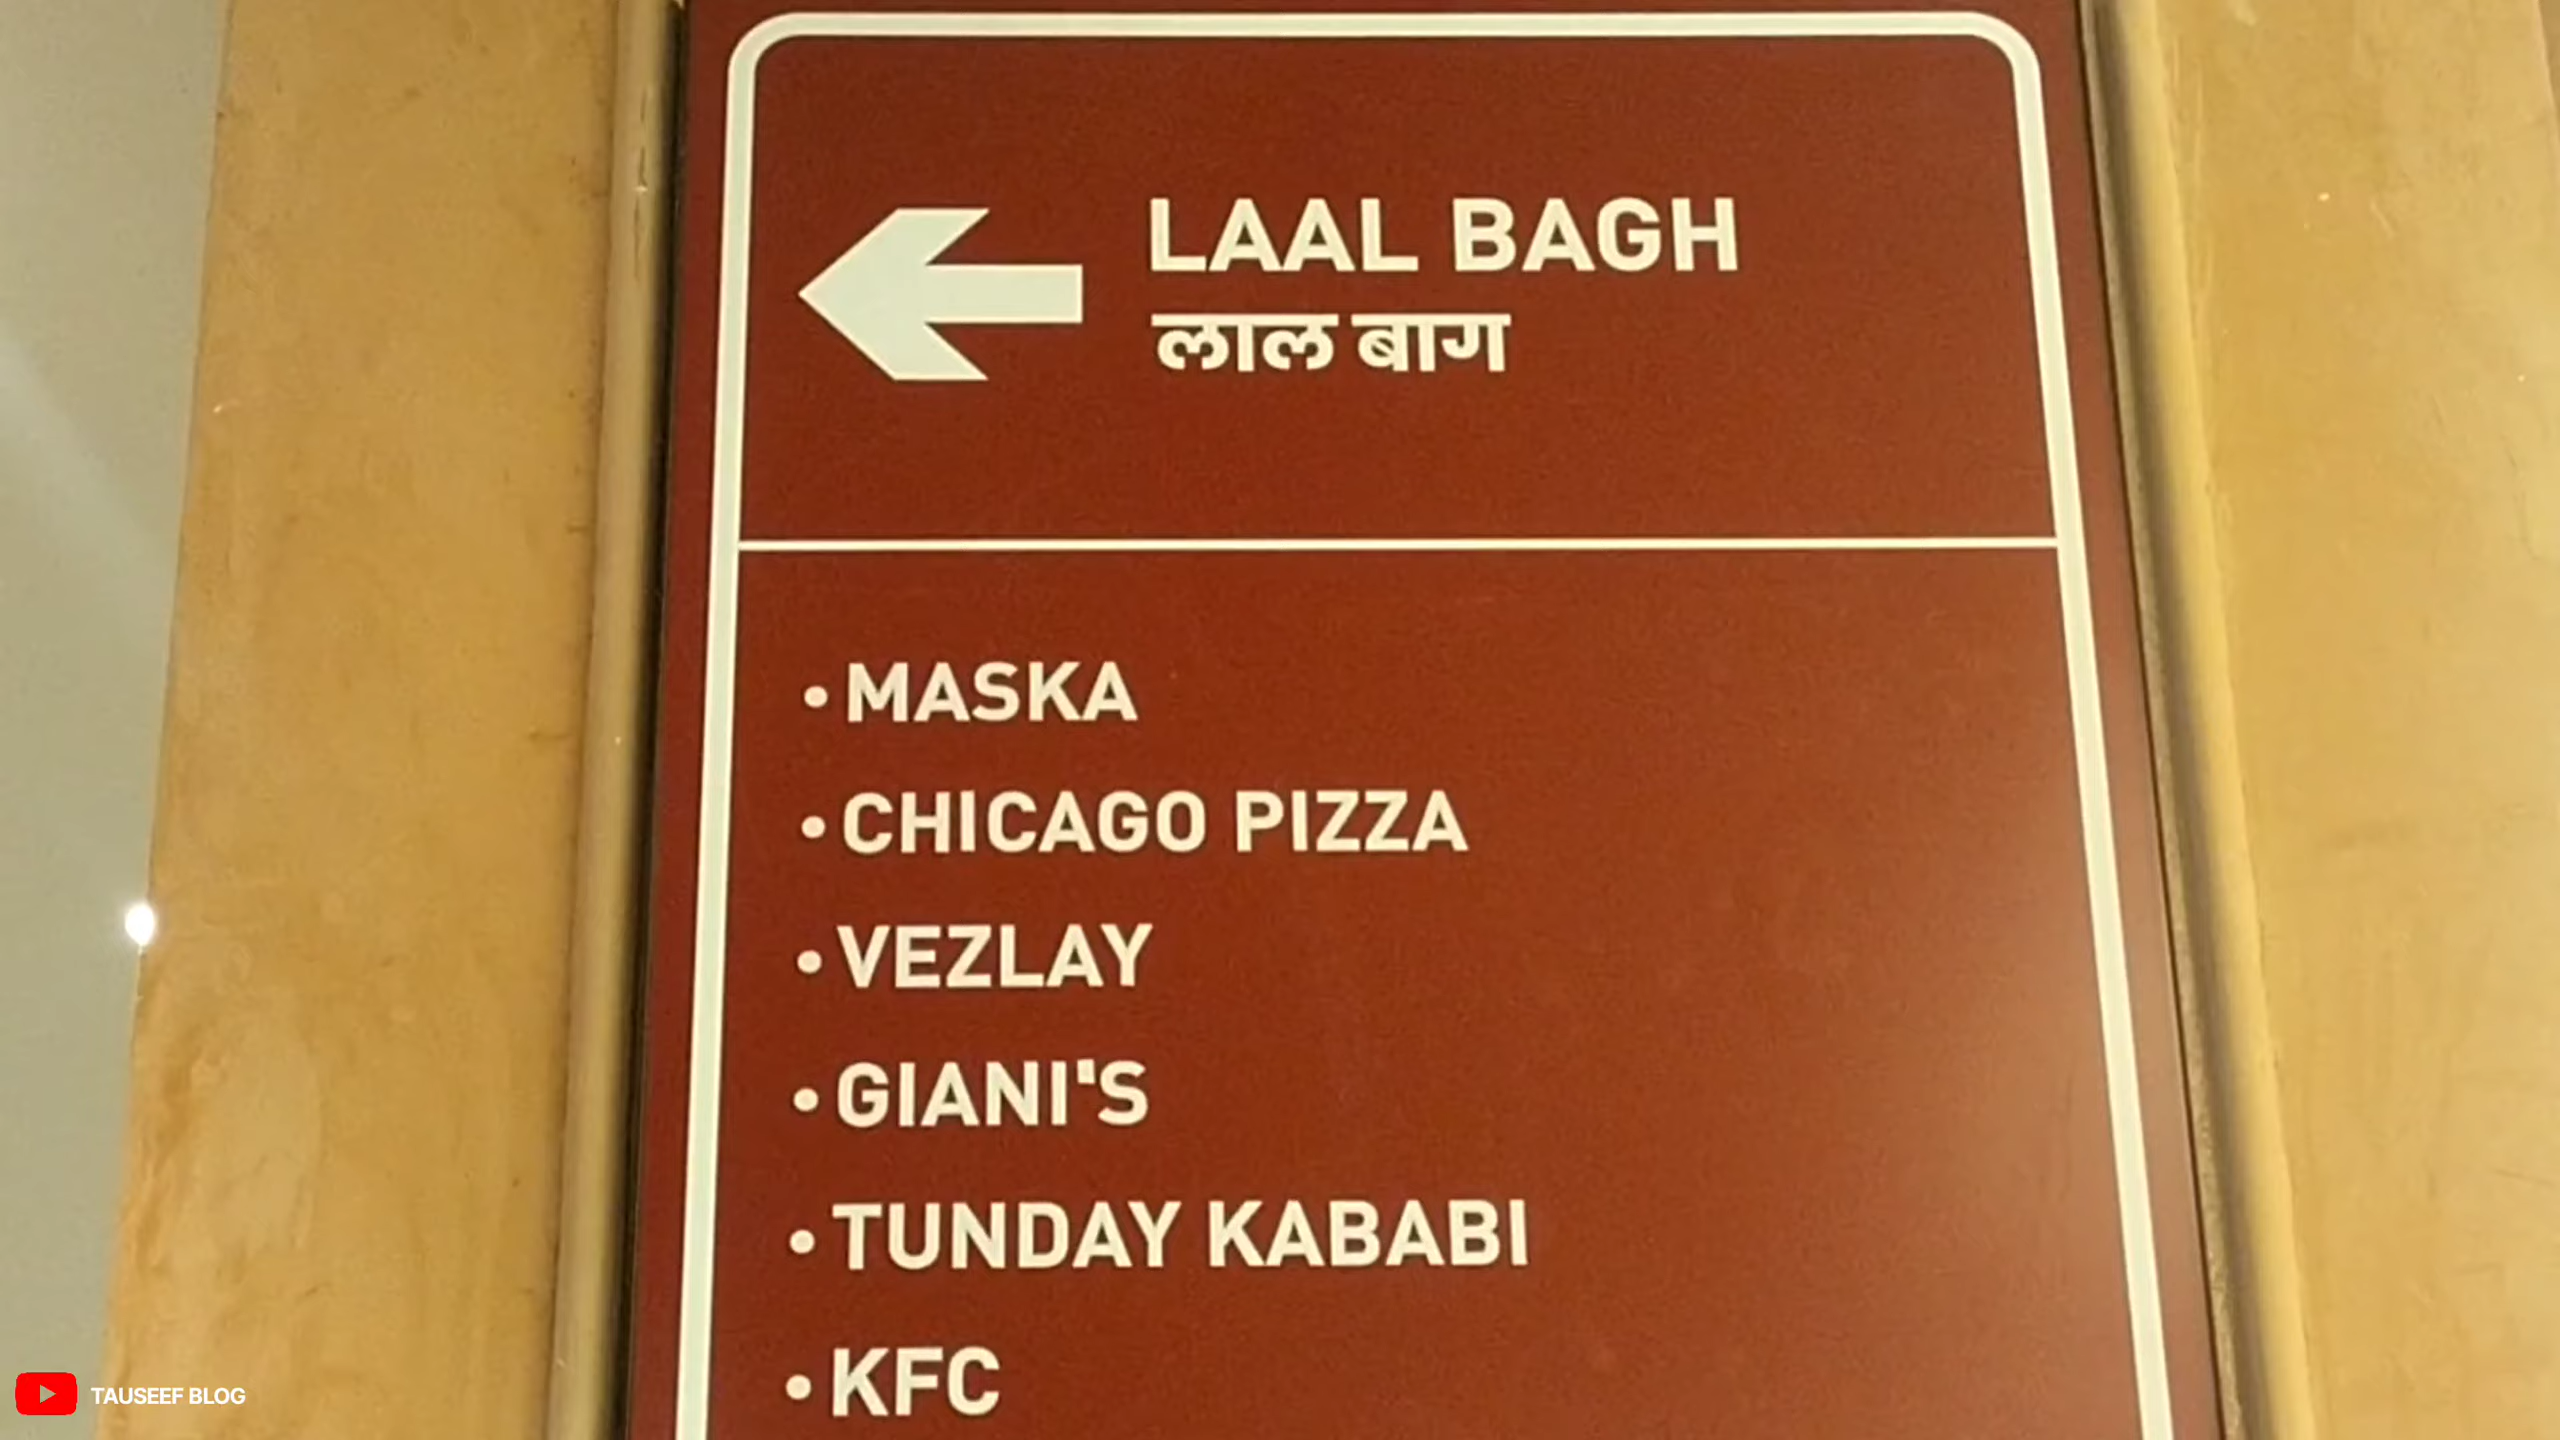 LAAL BAGH
लाल बाग
• MASKA
• CHICAGO PIZZA
• VEZLAY
• GIANI'S
• TUNDAY KABABI
• KFC
TAUSEEF BLOG